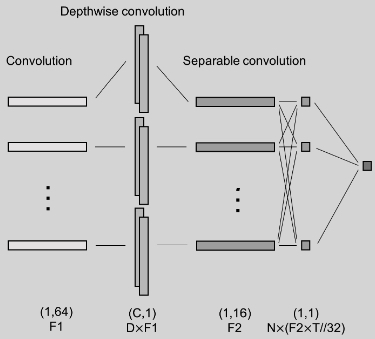 Depthwise convolution
Convolution
Separable convolution
(1,64)
F1
(C,1)
D×F1
(1,16)
F2
(1,1)
N×(F2×T//32)